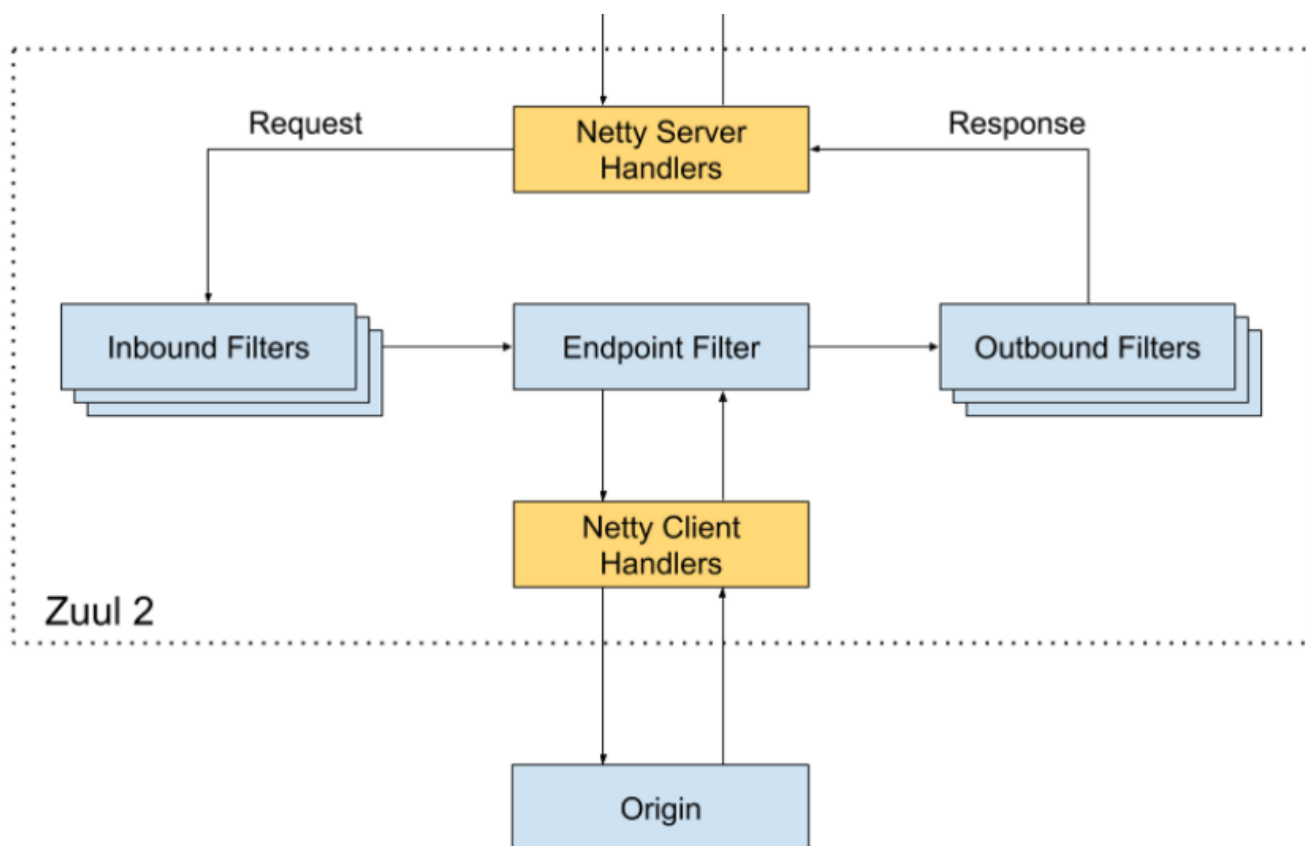 Request
Netty Server
Handlers
Response
Inbound Filters
Endpoint Filter
Outbound Filters
Netty Client
Handlers
Zuul 2
Origin